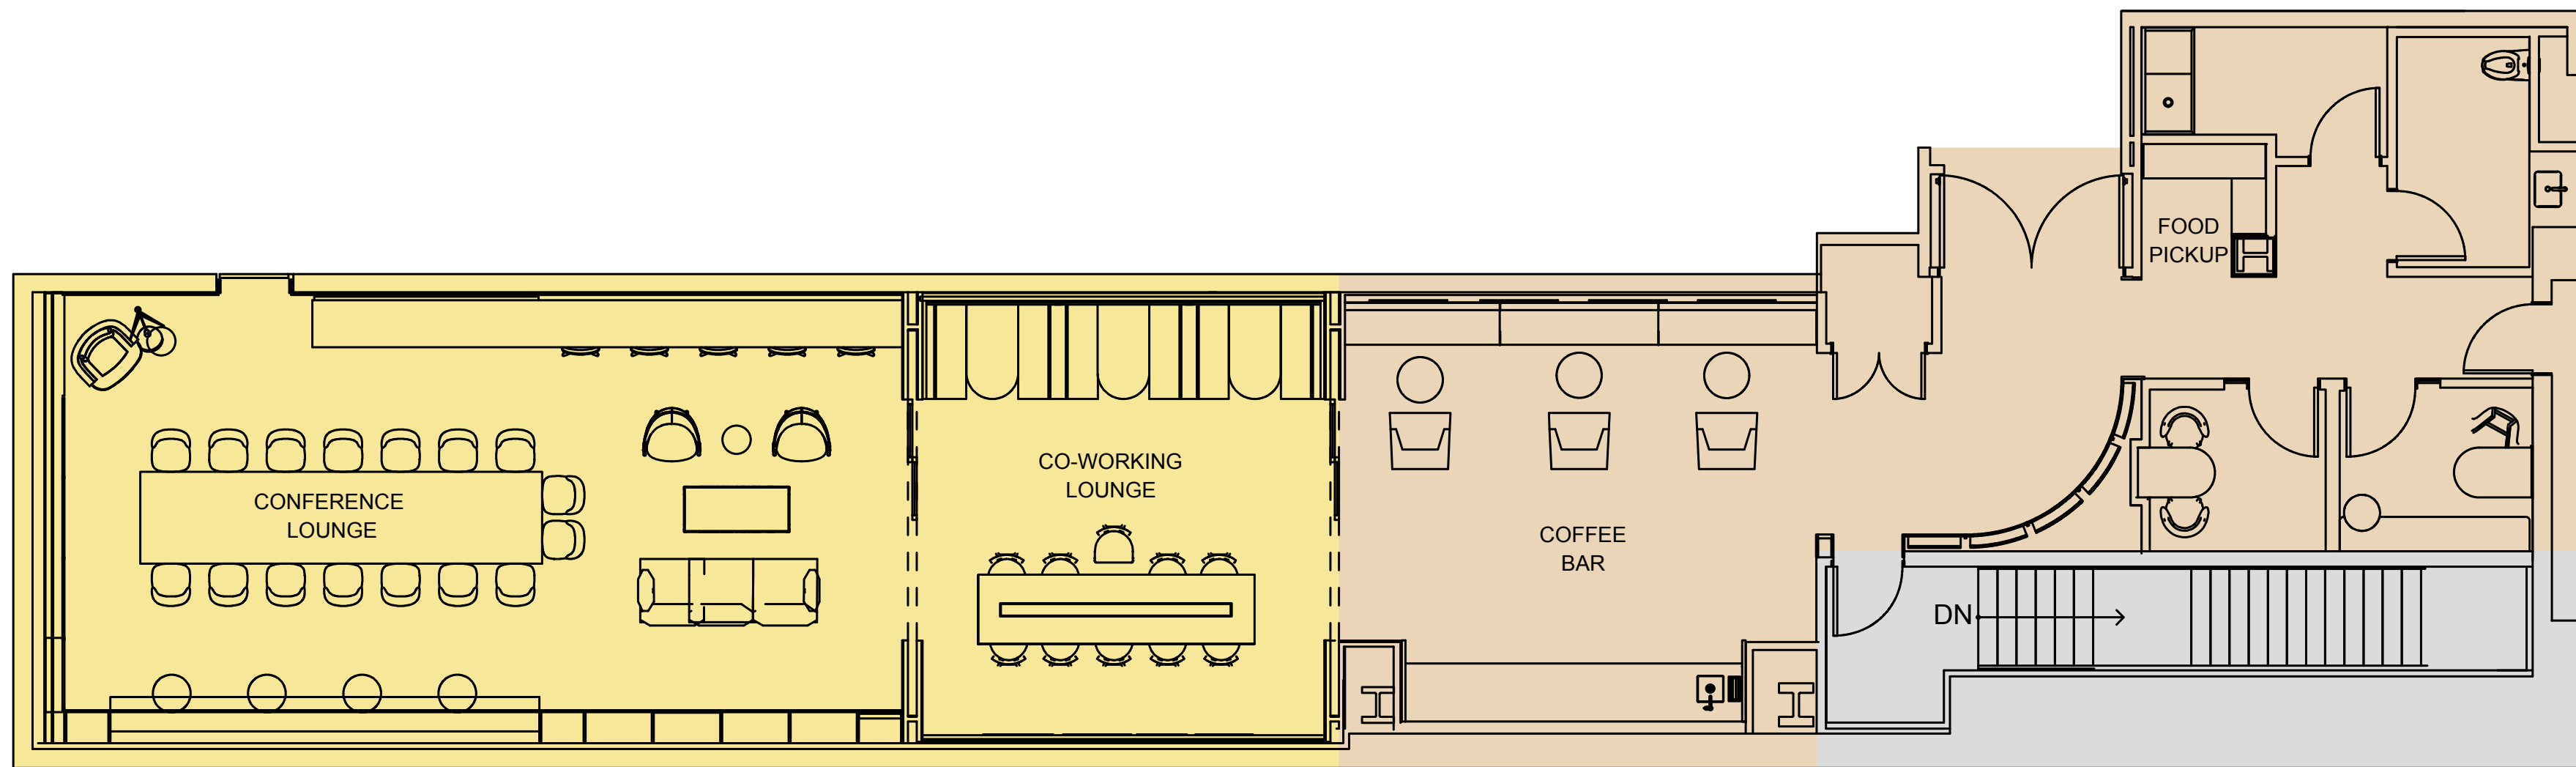 CONFERENCE
LOUNGE
CO-WORKING
LOUNGE
COFFEE
BAR
FOOD
PICKUP
DN